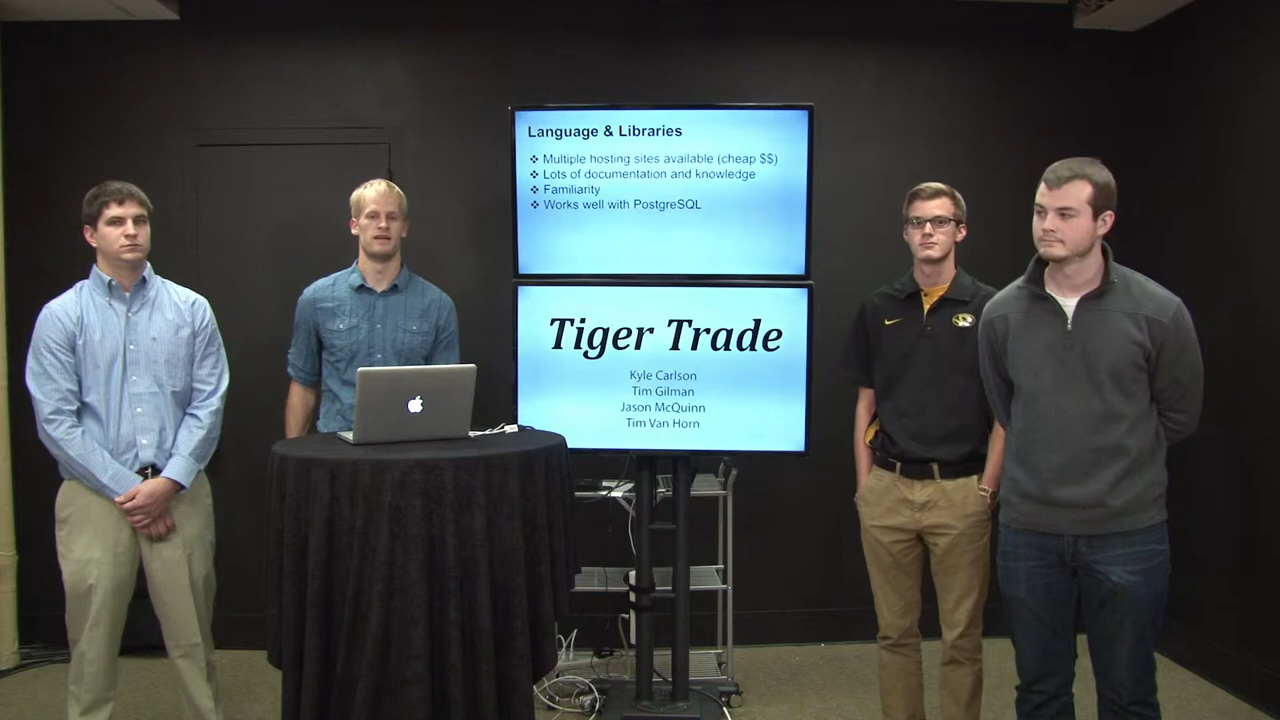 Language & Libraries
❖ Multiple hosting sites available (cheap $$)
❖ Lots of documentation and knowledge
❖ Familiarity
❖ Works well with PostgreSQL
Tiger Trade
Kyle Carlson
Tim Gilman
Jason McQuinn
Tim Van Horn